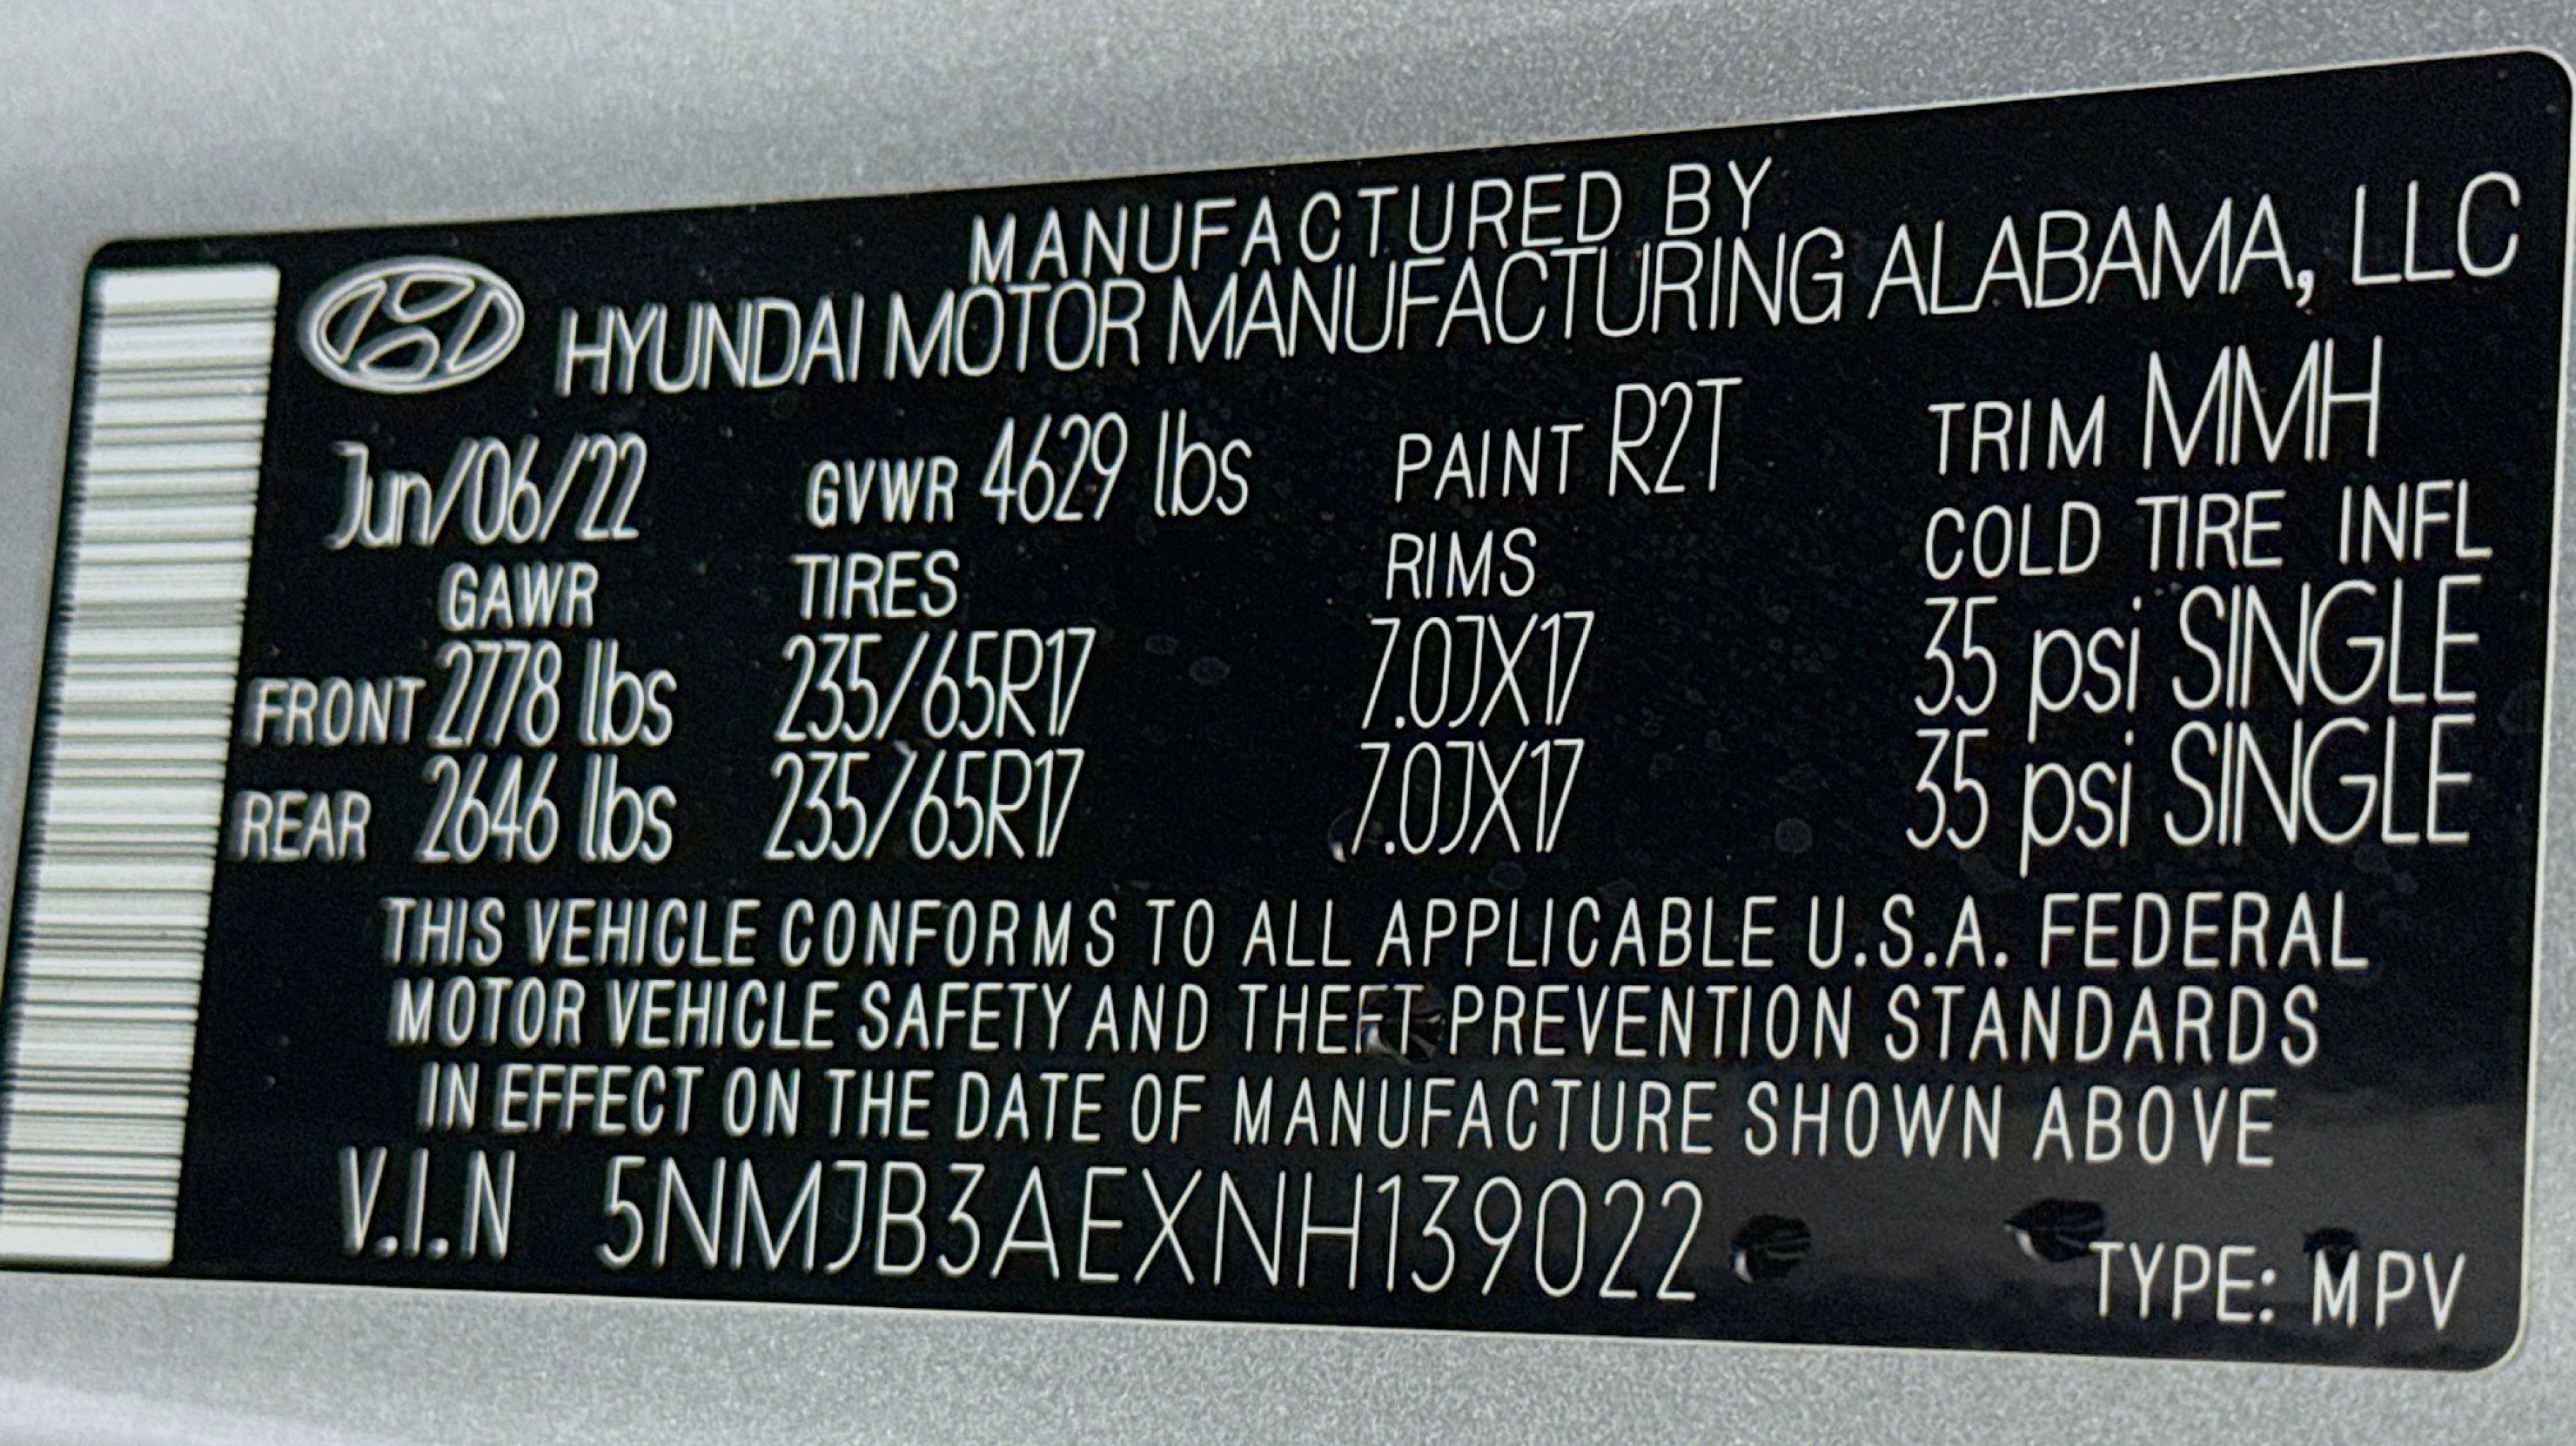 MANUFACTURED BY
HYUNDAI MOTOR MANUFACTURING ALABAMA, LLC
Jun/06/22 GVWR 4629 lbs PAINT R2T TRIM MMH
GAWR TIRES RIMS COLD TIRE INFL
FRONT 2778 lbs 235/65R17 7.0JX17 35 psi SINGLE
REAR 2646 lbs 235/65R17 7.0JX17 35 psi SINGLE
THIS VEHICLE CONFORMS TO ALL APPLICABLE U.S.A. FEDERAL
MOTOR VEHICLE SAFETY AND THEFT PREVENTION STANDARDS
IN EFFECT ON THE DATE OF MANUFACTURE SHOWN ABOVE
V.I.N 5NMJB3AEXNH139022
TYPE: MPV